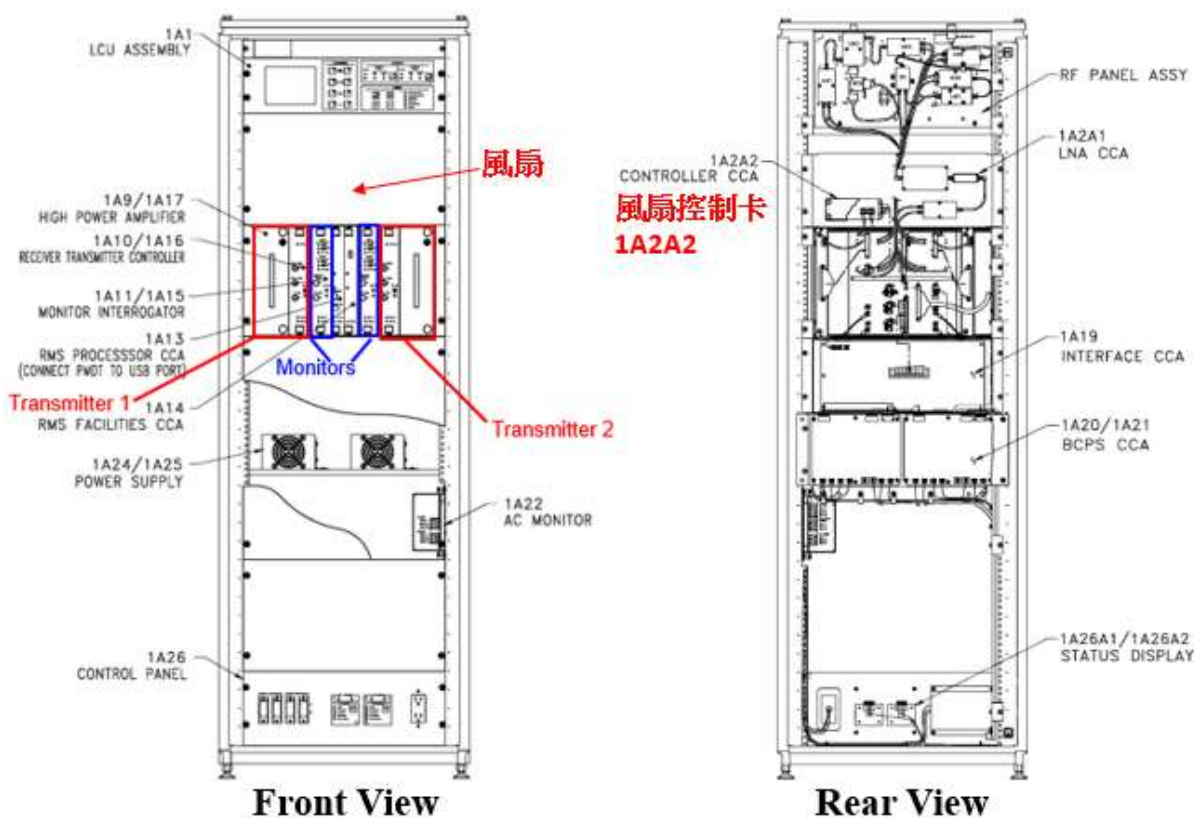 1A1
LCU ASSEMBLY
風扇
1A9/1A17
HIGH POWER AMPLIFIER
1A10/1A16
RECEIVER TRANSMITTER CONTROLLER
1A11/1A15
MONITOR INTERROGATOR
1A13
RMS PROCESSSOR CCA
(CONNECT PMDT TO USB PORT)
Monitors
Transmitter 1
1A14
RMS FACILITIES CCA
Transmitter 2
1A24/1A25
POWER SUPPLY
1A22
AC MONITOR
1A26
CONTROL PANEL
Front View
RF PANEL ASSY
1A2A1
LNA CCA
1A2A2
CONTROLLER CCA
風扇控制卡
1A2A2
1A19
INTERFACE CCA
1A20/1A21
BCPS CCA
1A26A1/1A26A2
STATUS DISPLAY
Rear View